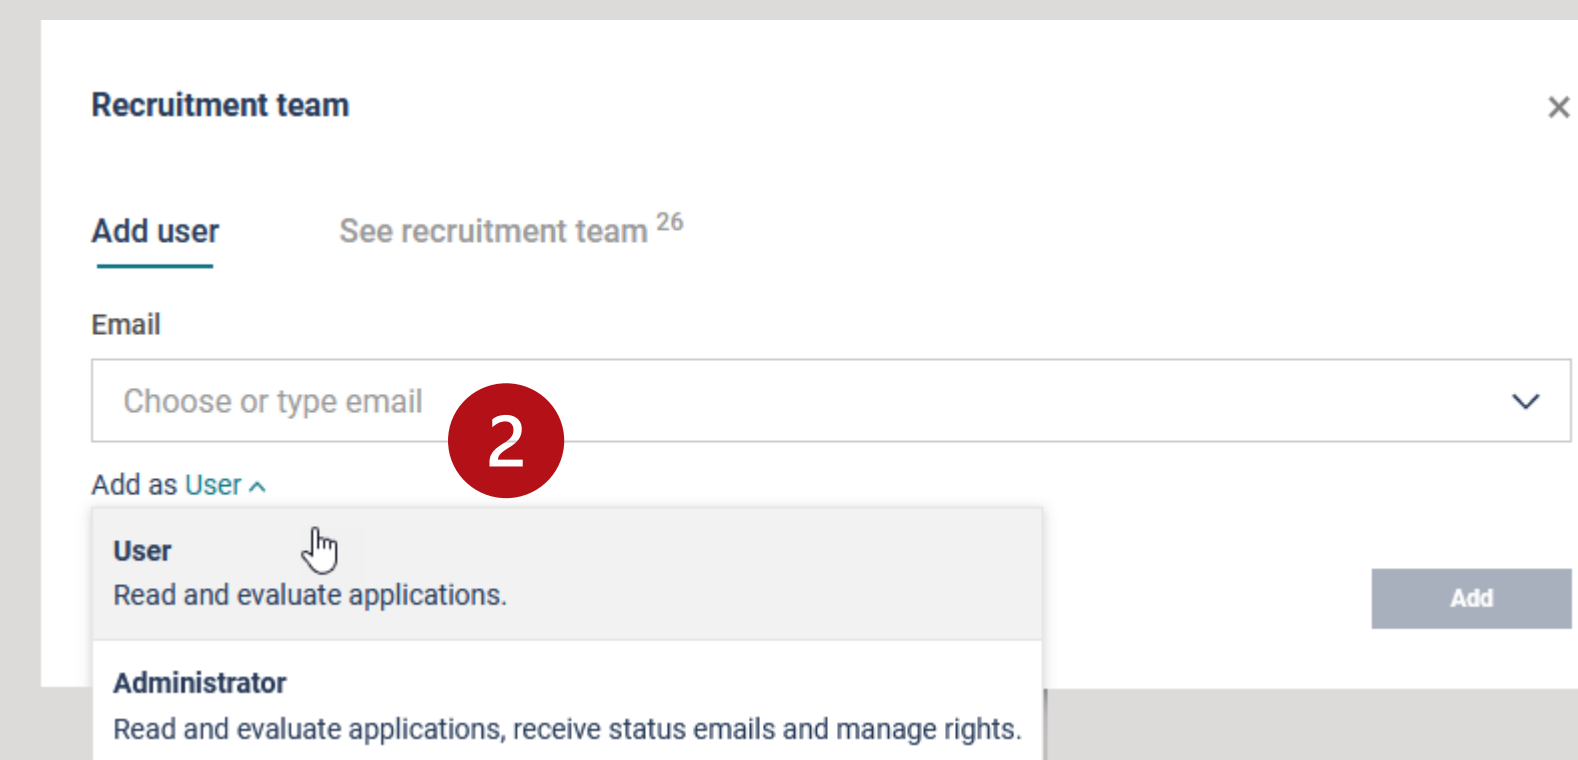 Recruitment team
Add user
See recruitment team 26
Email
Choose or type email
2
Add as User
User
Read and evaluate applications.
Add
Administrator
Read and evaluate applications, receive status emails and manage rights.